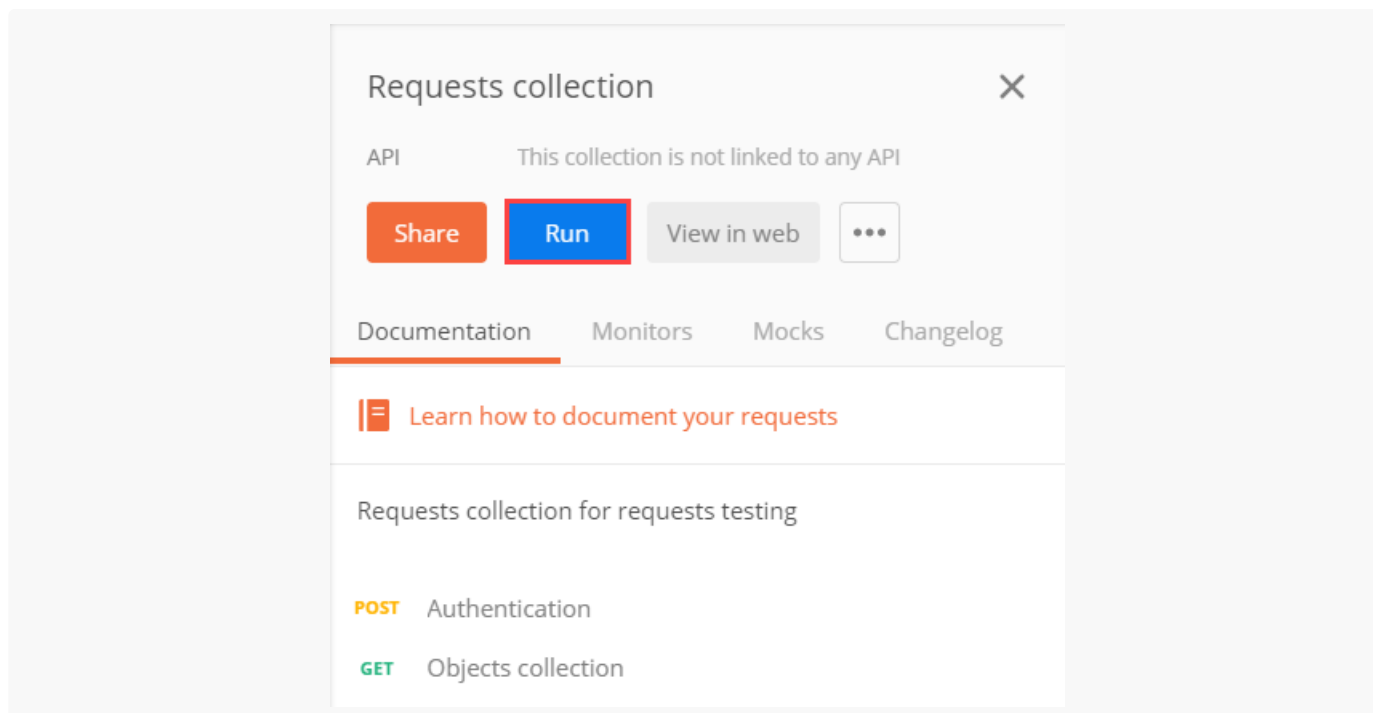 Requests collection
API This collection is not linked to any API
Share Run View in web
Documentation Monitors Mocks Changelog
Learn how to document your requests
Requests collection for requests testing
POST Authentication
GET Objects collection